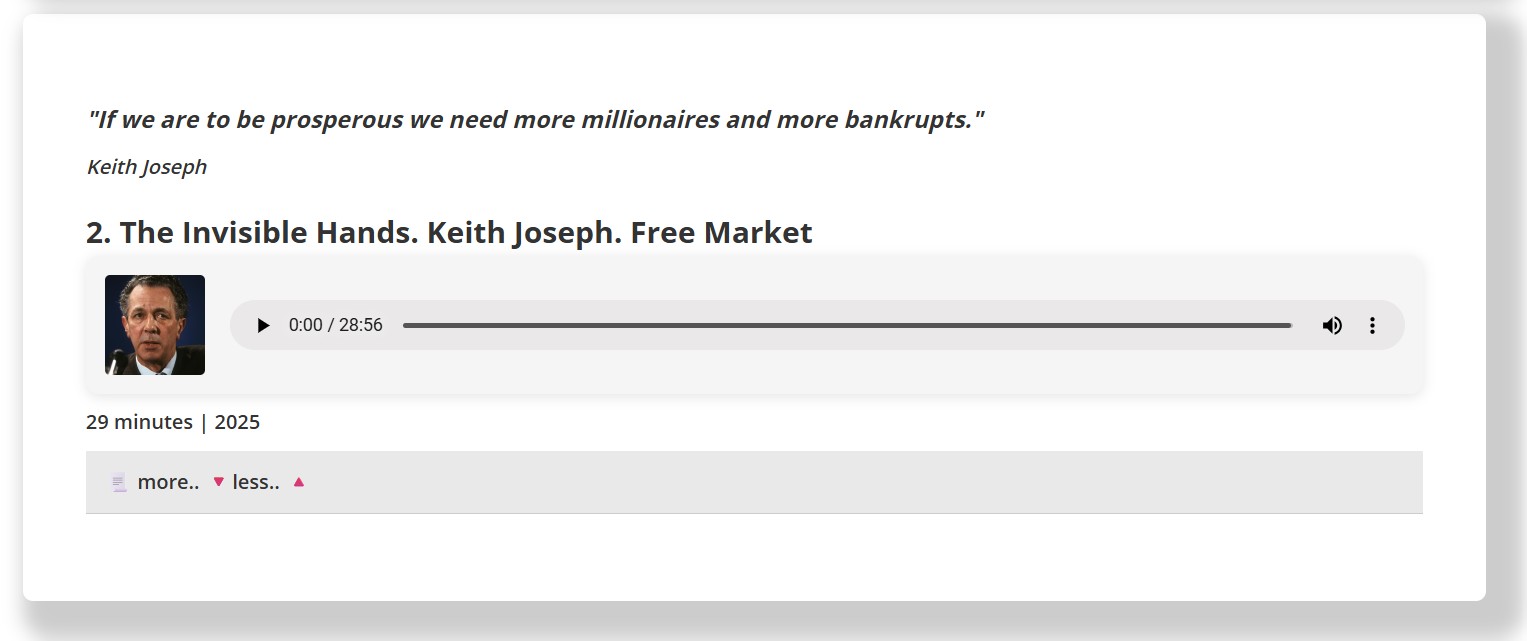 "If we are to be prosperous we need more millionaires and more bankrupts."
Keith Joseph
2. The Invisible Hands. Keith Joseph. Free Market
0:00 / 28:56
29 minutes | 2025
more.. less..